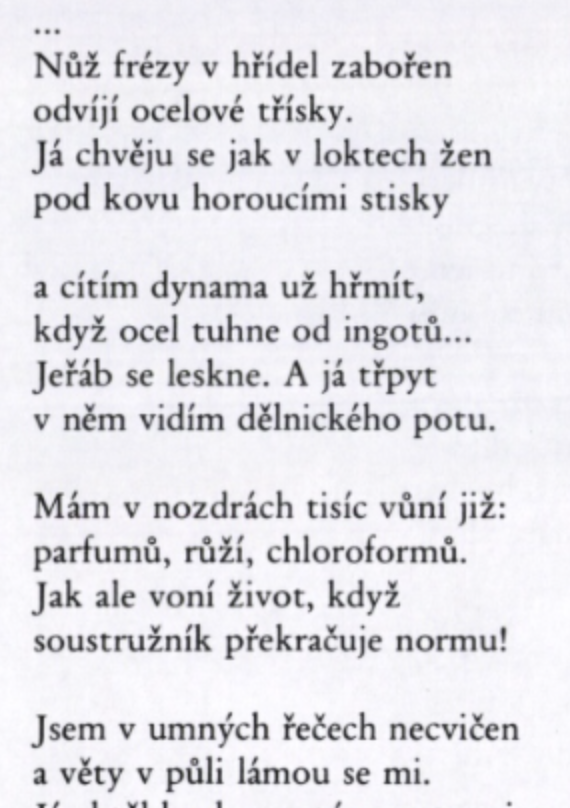 ...
Nůž frézy v hřídel zabořen
odvíjí ocelové třísky.
Já chvěju se jak v loktech žen
pod kovu horoucími stisky
a cítím dynama už hřmít,
když ocel tuhne od ingotů...
Jeřáb se leskne. A já třpyt
v něm vidím dělnického potu.
Mám v nozdrách tisíc vůní již:
parfumů, růží, chloroformů.
Jak ale voní život, když
soustružník překračuje normu!
Jsem v umných řečech necvičen
a věty v půli lámou se mi.